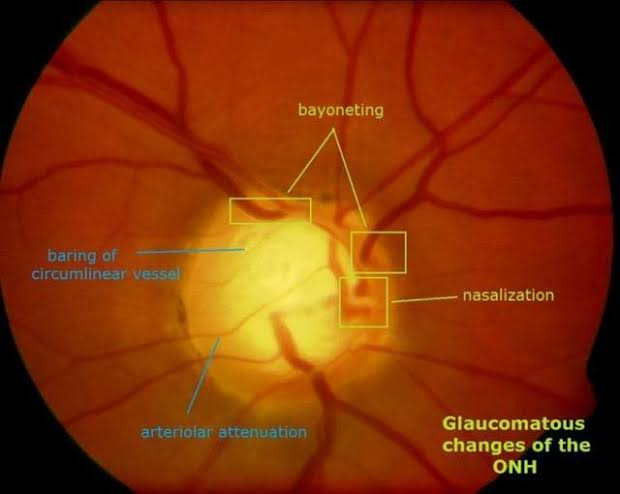 bayoneting
baring of
circumlinear vessel
nasalization
arteriolar attenuation
Glaucomatous
changes of the
ONH